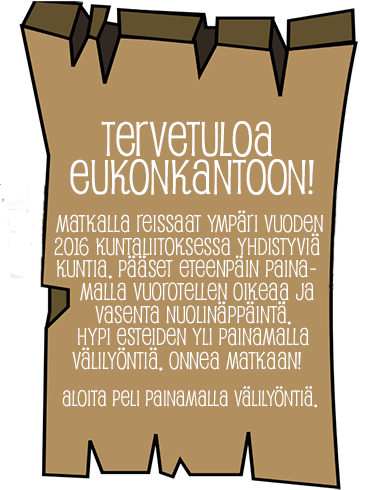 Tervetuloa
Eukonkantoon!
Matkalla reissaat ympäri vuoden
2016 kuntaliitoksessa yhdistyviä
kuntia. Pääset eteenpäin paina-
malla vuorotellen oikeaa ja
vasenta nuolinäppäintä.
Hypi esteiden yli painamalla
välilyöntiä. Onnea matkaan!
Aloita peli painamalla välilyöntiä.